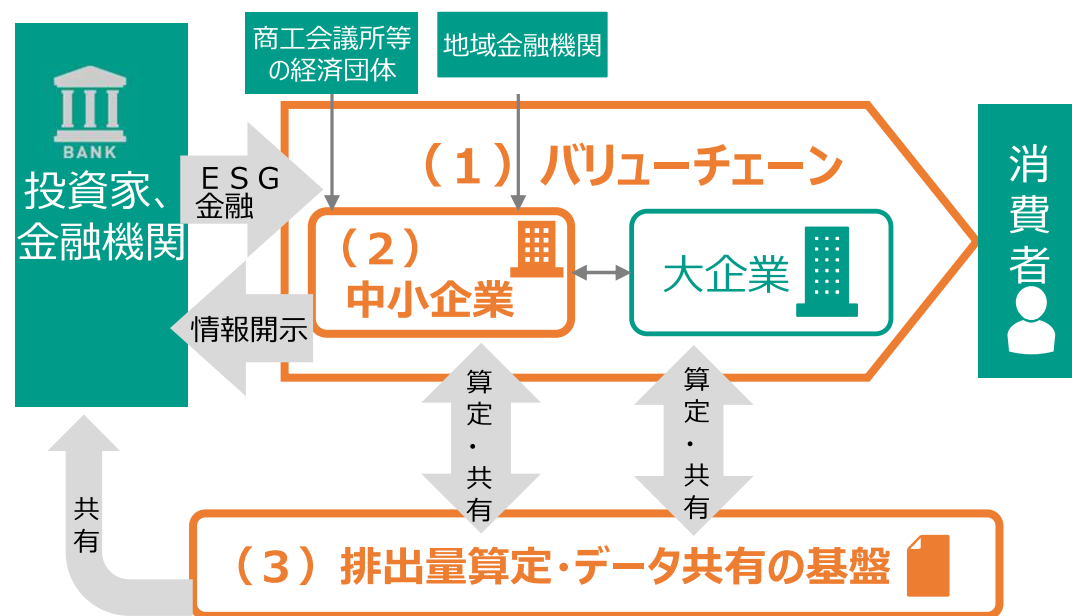 商工会議所等
の経済団体
地域金融機関
BANK
投資家、
金融機関
ＥＳＧ
金融
情報開示
（１）バリューチェーン
（２）
中小企業
大企業
消費者
算定・共有
算定・共有
共有
（３）排出量算定・データ共有の基盤